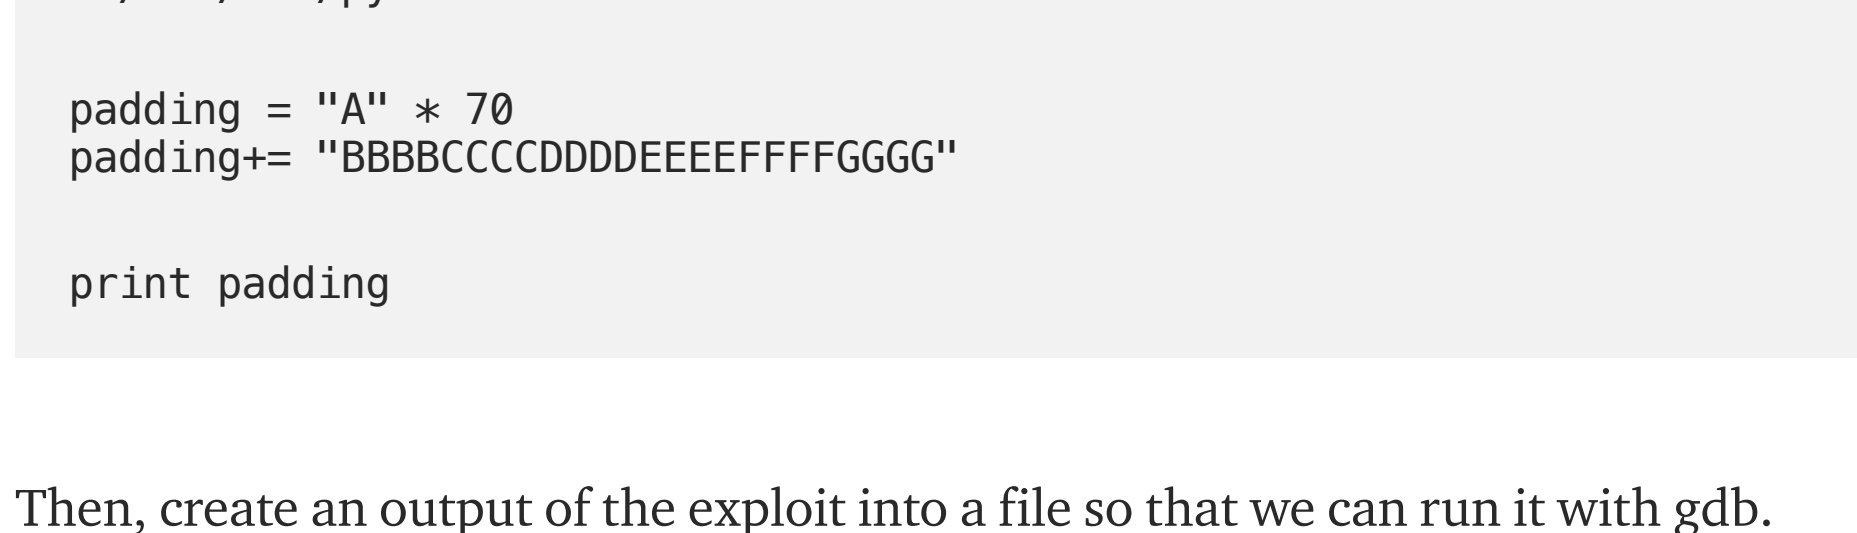 padding = "A" * 70
padding+= "BBBBCCCCDDDDEEEEFFFFGGGG"
print padding
Then, create an output of the exploit into a file so that we can run it with gdb.